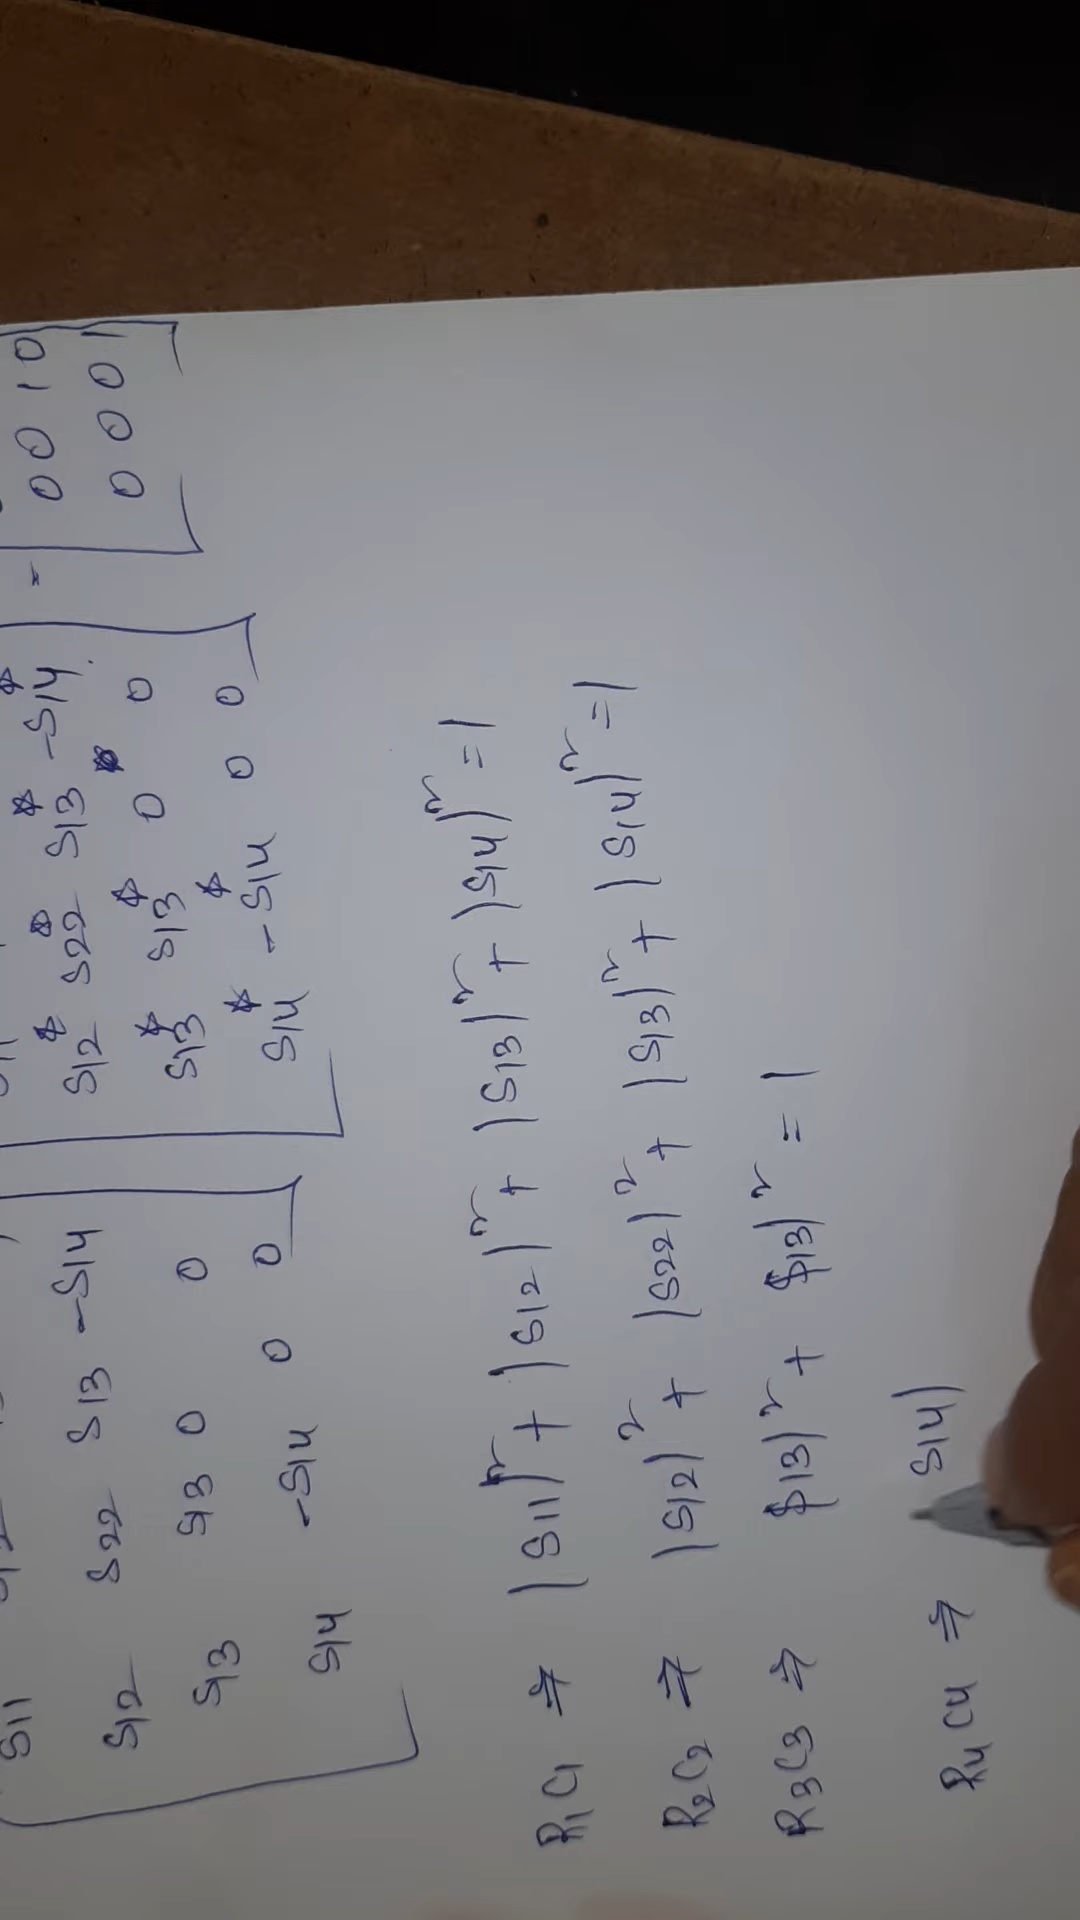 S11
S12 S22 S13 -S14 S12* S22* S13* -S14* = 0 0 1 0
S13 S13 0 0 S13* S13* 0 0 0 0 0 1
S14 -S14 0 0 S14* -S14* 0 0
R1C1 ⇒ |S11|² + |S12|² + |S13|² + |S14|² = 1
R2C2 ⇒ |S12|² + |S22|² + |S13|² + |S14|² = 1
R3C3 ⇒ |S13|² + |S13|² = 1
R4C4 ⇒ S14|